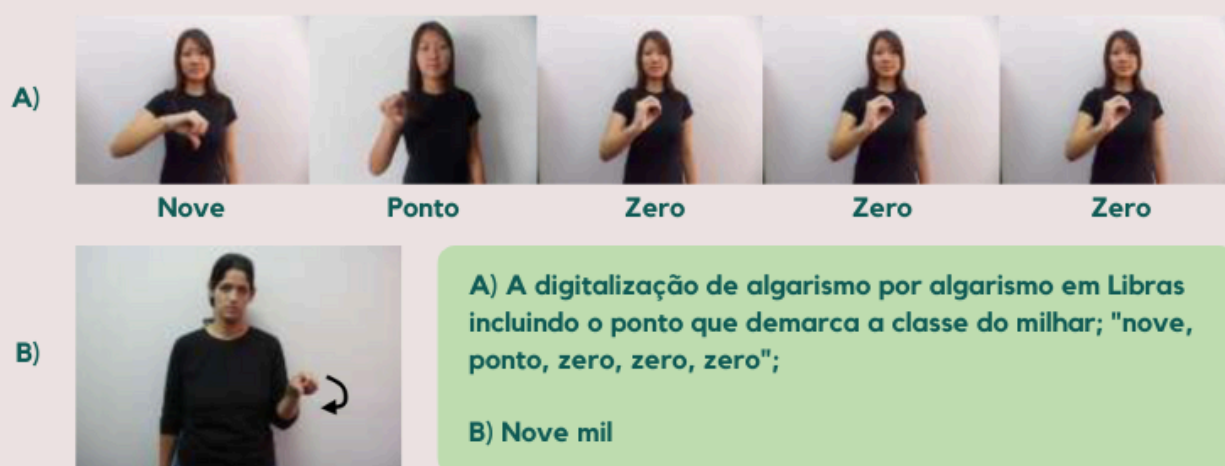 A)
Nove
Ponto
Zero
Zero
Zero
B)
A) A digitalização de algarismo por algarismo em Libras
incluindo o ponto que demarca a classe do milhar; "nove,
ponto, zero, zero, zero";
B) Nove mil